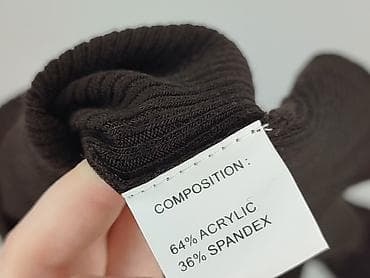 COMPOSITION :
64% ACRYLIC
36% SPANDEX